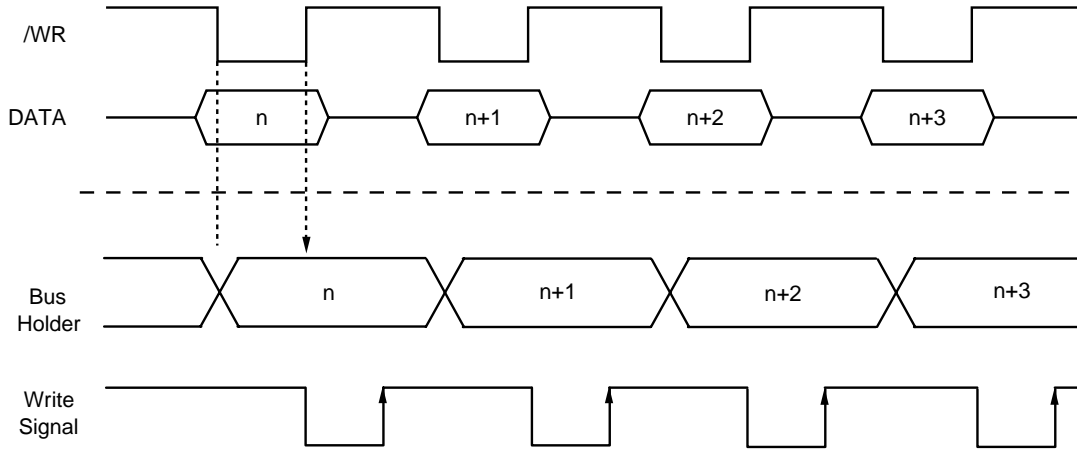 /WR
DATA
n
n+1
n+2
n+3
Bus
Holder
n
n+1
n+2
n+3
Write
Signal